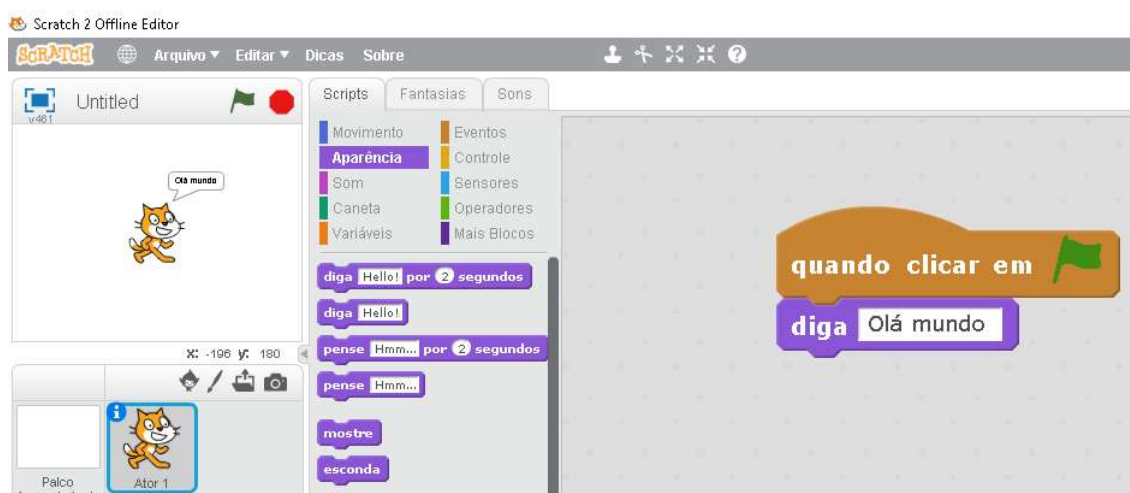 Scratch 2 Offline Editor
SCRATCH Arquivo Editar Dicas Sobre
Untitled
v461
Olá mundo
X: -196 y: 180
Palco
Ator 1
Scripts Fantasias Sons
Movimento Eventos
Aparência Controle
Som Sensores
Caneta Operadores
Variáveis Mais Blocos
diga Hello! por 2 segundos
diga Hello!
pense Hmm... por 2 segundos
pense Hmm...
mostre
esconda
quando clicar em
diga Olá mundo